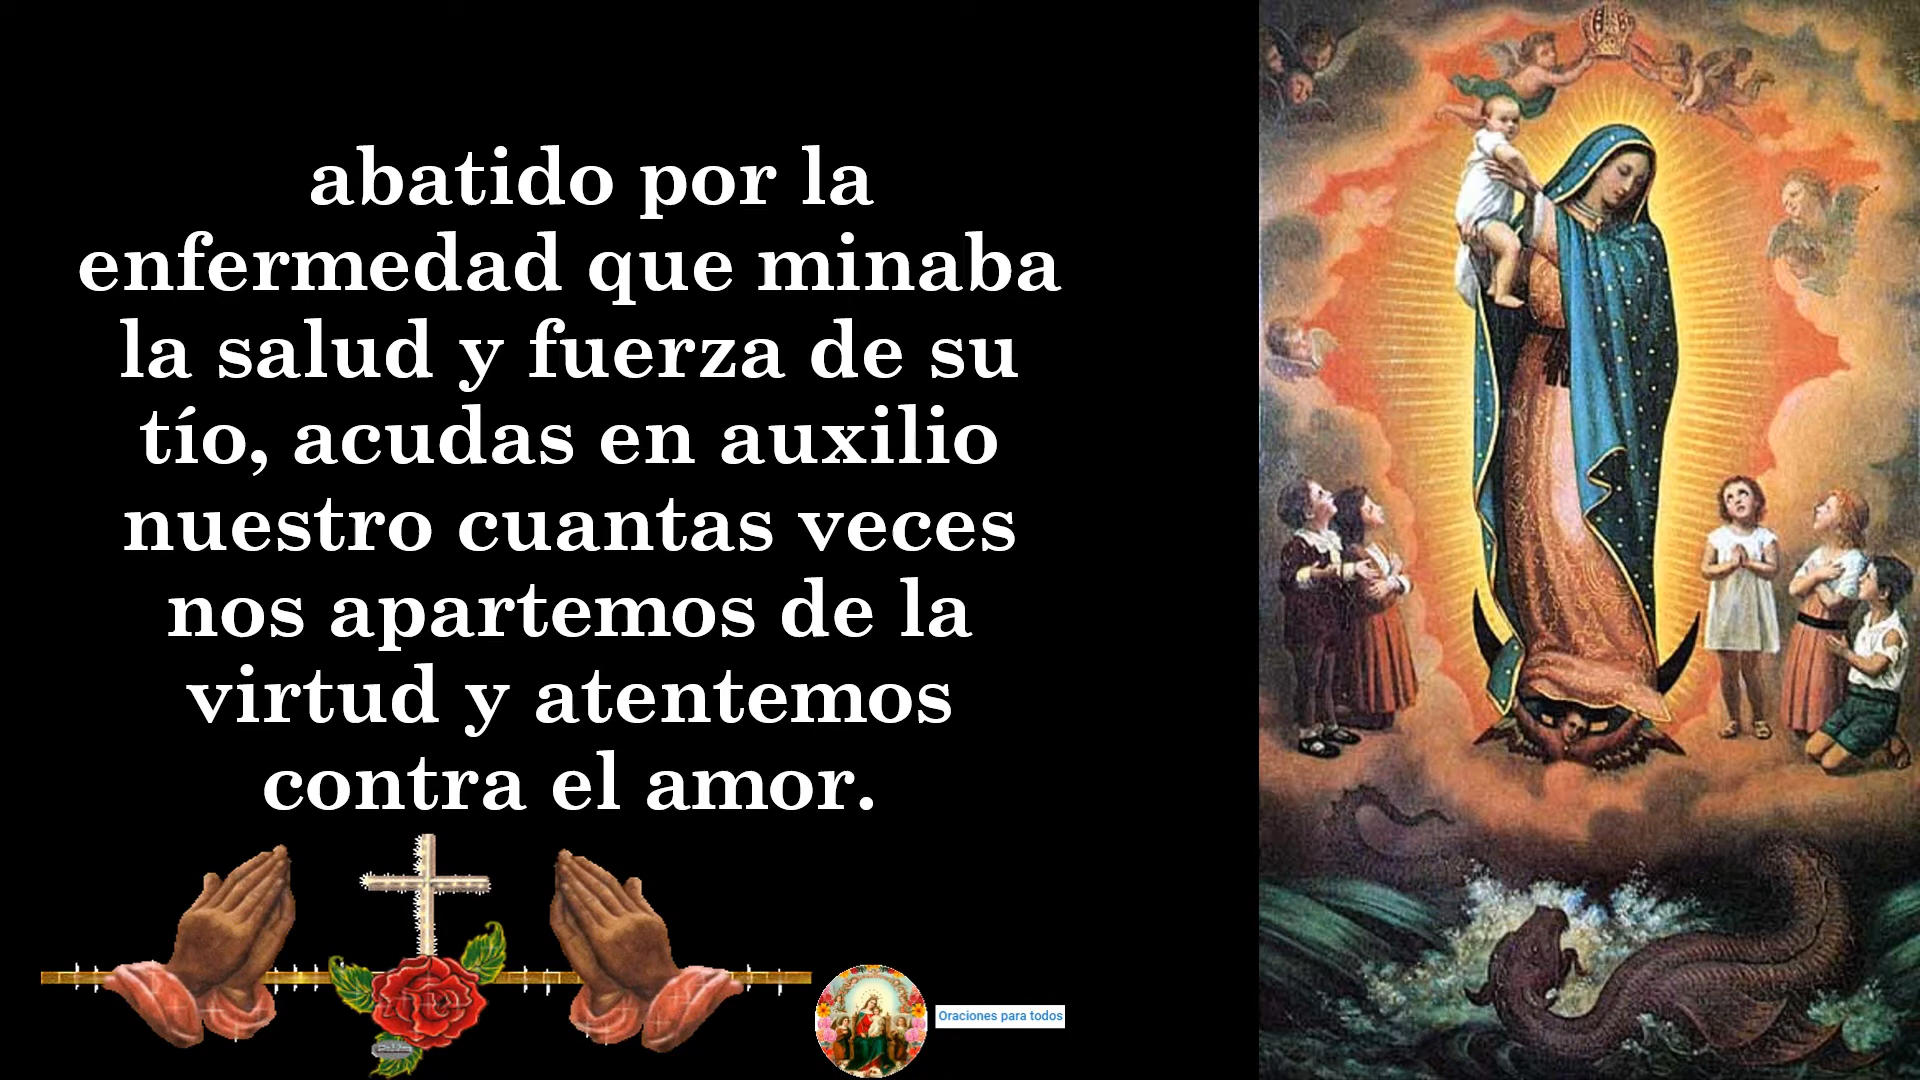 abatido por la
enfermedad que minaba
la salud y fuerza de su
tío, acudas en auxilio
nuestro cuantas veces
nos apartemos de la
virtud y atentemos
contra el amor.
Oraciones para todos